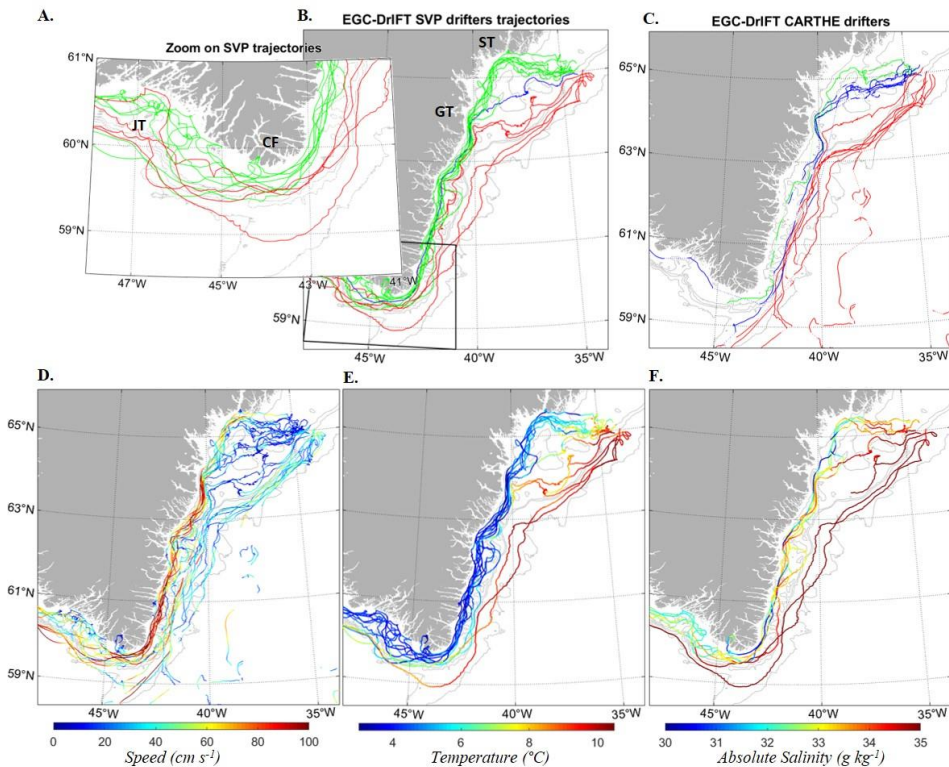 A.
Zoom on SVP trajectories
61°N
60°N
59°N
47°W
45°W
43°W
41°W
JT
CF
B.
EGC-DrIFT SVP drifters trajectories
ST
GT
59°N
45°W
40°W
35°W
C.
EGC-DrIFT CARTHE drifters
65°N
63°N
61°N
59°N
45°W
40°W
35°W
D.
65°N
63°N
61°N
59°N
45°W
40°W
35°W
0 20 40 60 80 100
Speed (cm s⁻¹)
E.
45°W
40°W
35°W
4 6 8 10
Temperature (°C)
F.
45°W
40°W
35°W
30 31 32 33 34 35
Absolute Salinity (g kg⁻¹)